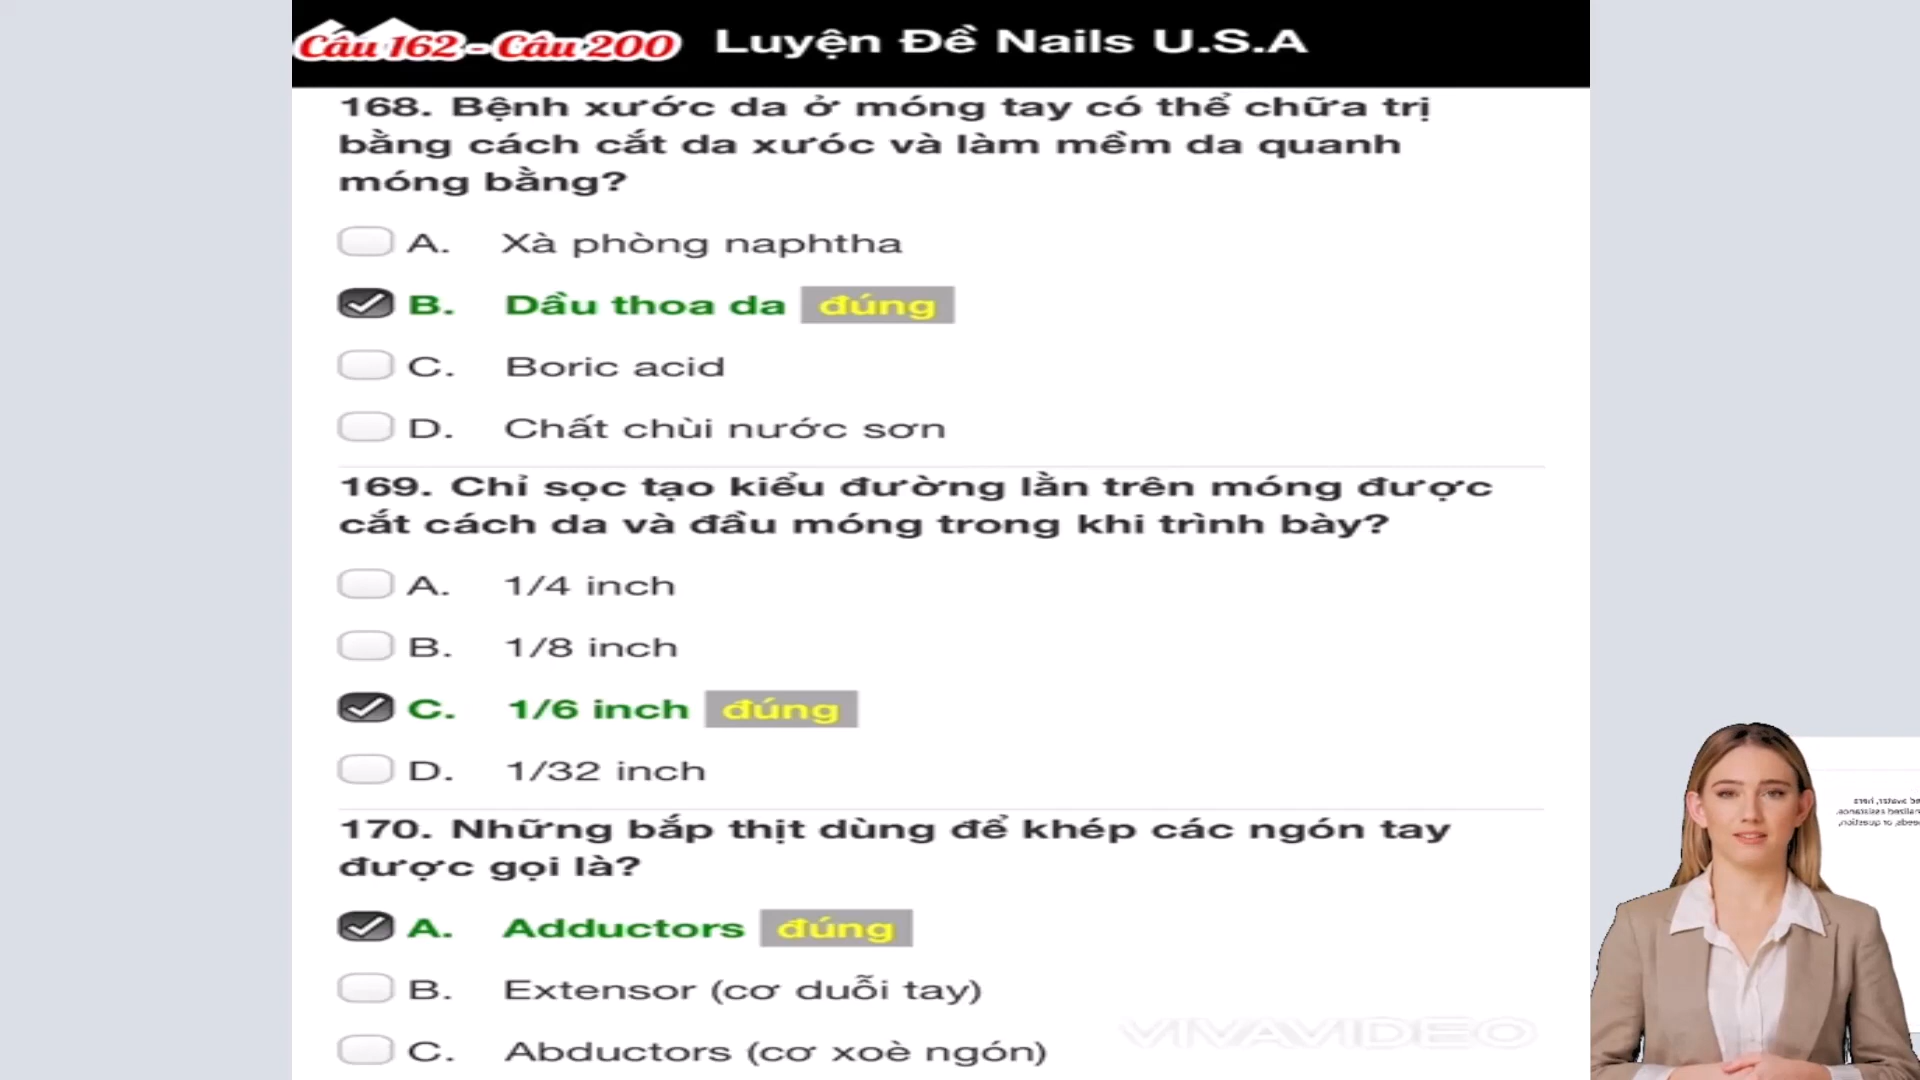 Câu 162 - Câu 200 Luyện Đề Nails U.S.A
168. Bệnh xước da ở móng tay có thể chữa trị
bằng cách cắt da xưóc và làm mềm da quanh
móng bằng?
A. Xà phòng naphtha
B. Dầu thoa da đúng
C. Boric acid
D. Chất chùi nước sơn
169. Chỉ sọc tạo kiểu đường lằn trên móng được
cắt cách da và đầu móng trong khi trình bày?
A. 1/4 inch
B. 1/8 inch
C. 1/6 inch đúng
D. 1/32 inch
170. Những bắp thịt dùng để khép các ngón tay
được gọi là?
A. Adductors đúng
B. Extensor (cơ duỗi tay)
C. Abductors (cơ xoè ngón)
VIVAVIDEO